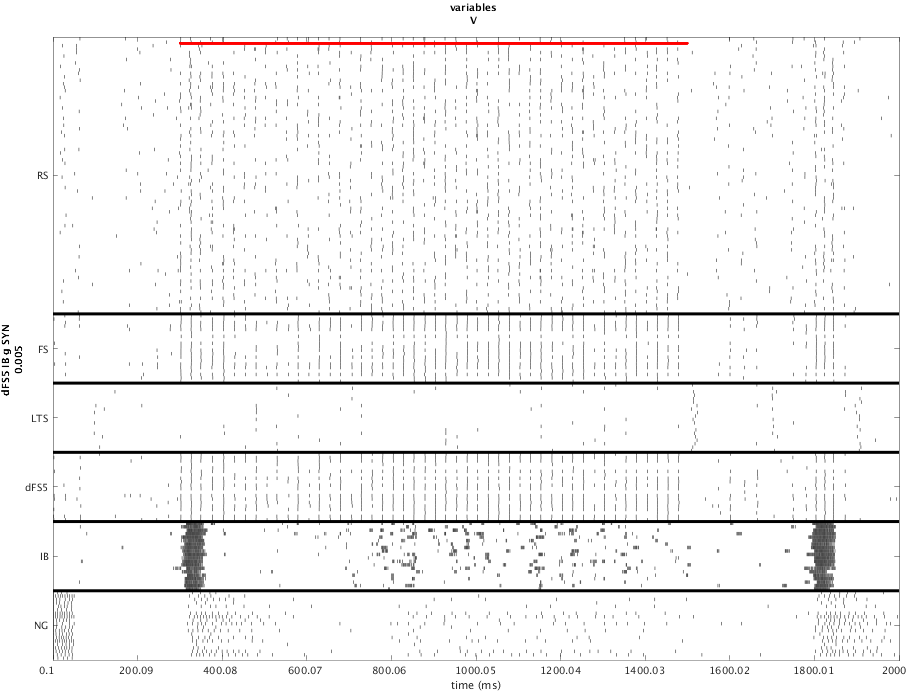 variables
V
RS
FS
LTS
dFS5
IB
NG
dFS5 IB g SYN
0.005
0.1
200.09
400.08
600.07
800.06
1000.05
1200.04
1400.03
1600.02
1800.01
2000
time (ms)